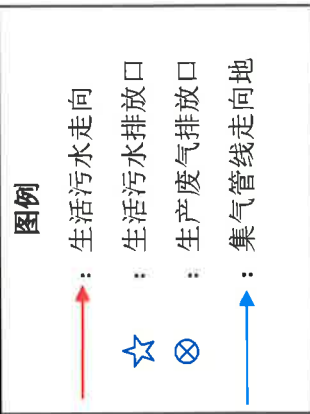 图例
：生活污水走向
：生活污水排放口
：生产废气排放口
：集气管线走向地